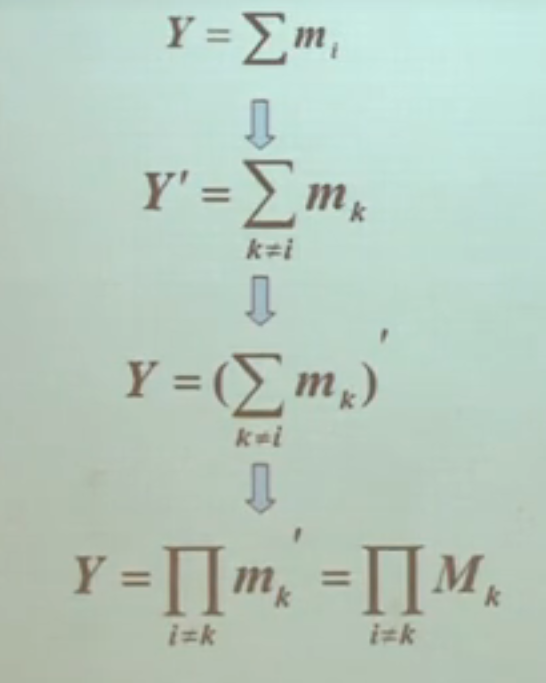 Y = ∑ m_i
Y' = ∑_{k≠i} m_k
Y = (∑_{k≠i} m_k)'
Y = ∏_{i≠k} m_k' = ∏_{i≠k} M_k